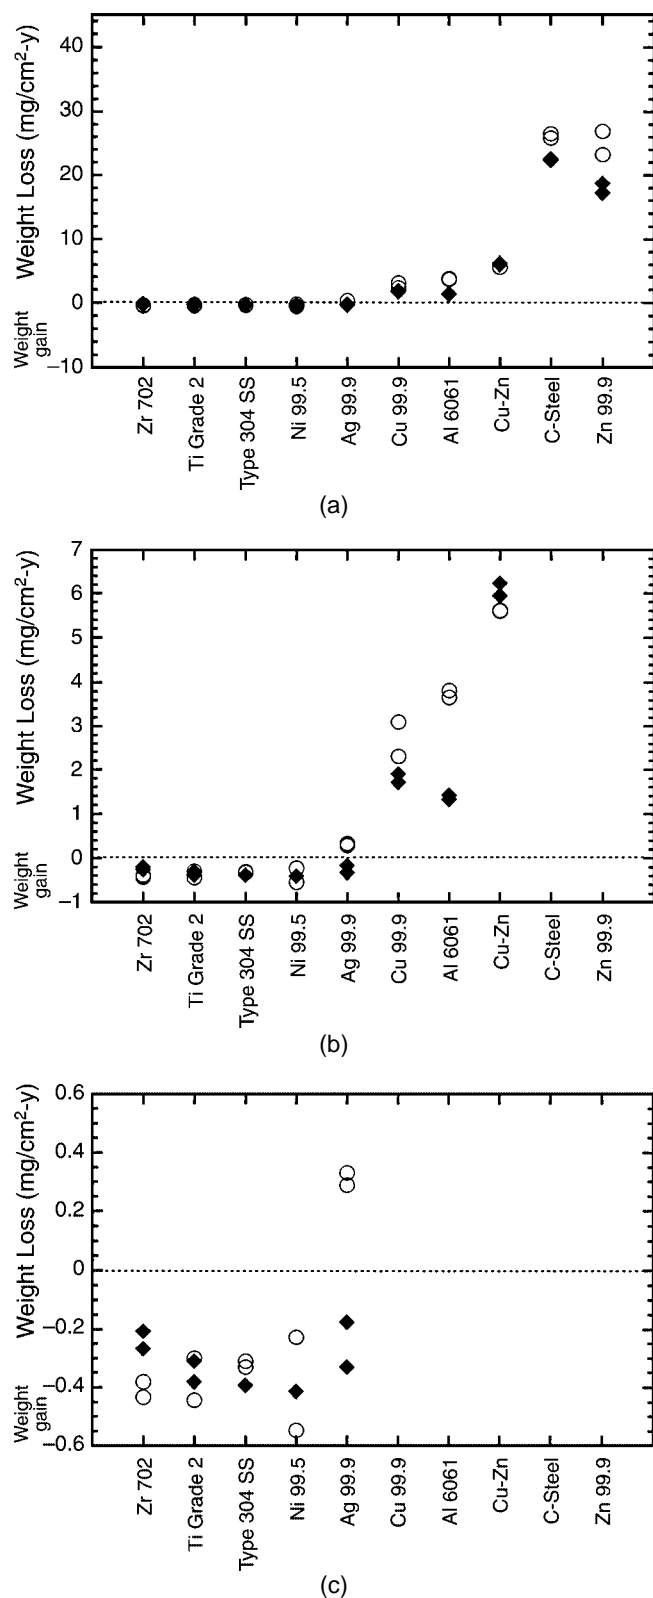 40
30
20
10
0
−10
Weight Loss (mg/cm²-y)
Weight
gain
Zr 702
Ti Grade 2
Type 304 SS
Ni 99.5
Ag 99.9
Cu 99.9
Al 6061
Cu-Zn
C-Steel
Zn 99.9
(a)
7
6
5
4
3
2
1
0
−1
Weight Loss (mg/cm²-y)
Weight
gain
Zr 702
Ti Grade 2
Type 304 SS
Ni 99.5
Ag 99.9
Cu 99.9
Al 6061
Cu-Zn
C-Steel
Zn 99.9
(b)
0.6
0.4
0.2
0
−0.2
−0.4
−0.6
Weight Loss (mg/cm²-y)
Weight
gain
Zr 702
Ti Grade 2
Type 304 SS
Ni 99.5
Ag 99.9
Cu 99.9
Al 6061
Cu-Zn
C-Steel
Zn 99.9
(c)